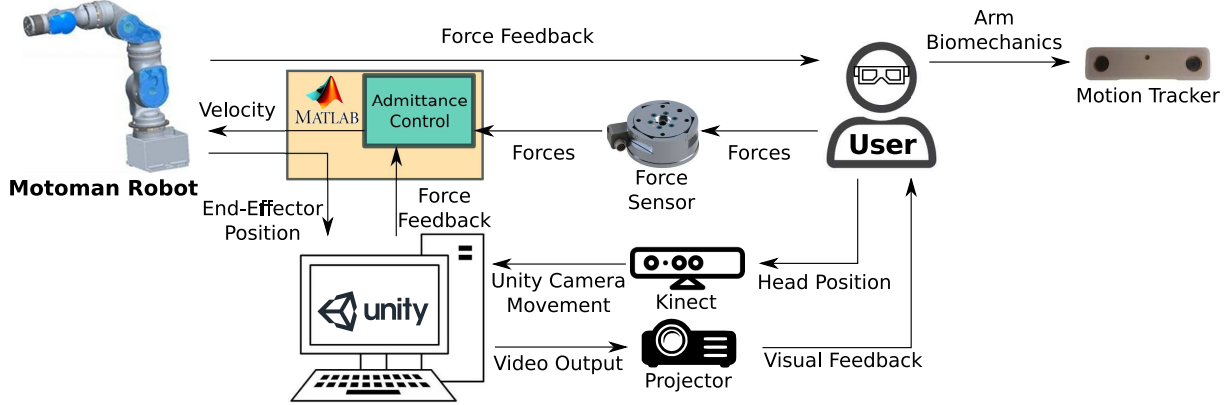 Force Feedback
Arm
Biomechanics
Motion Tracker
MATLAB
Admittance
Control
Velocity
Forces
Forces
User
Motoman Robot
Force
Sensor
End-Effector
Position
Force
Feedback
Unity Camera
Movement
Kinect
Head Position
unity
Video Output
Projector
Visual Feedback